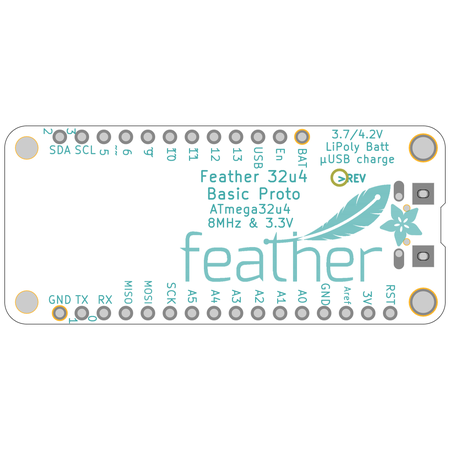 2 3
SDA SCL 5 6 9 10 11 12 13 USB En BAT
3.7/4.2V
LiPoly Batt
µUSB charge
>REV
Feather 32u4
Basic Proto
ATmega32u4
8MHz & 3.3V
feather
GND TX RX MISO MOSI SCK A5 A4 A3 A2 A1 A0 GND Aref 3V RST
1 0